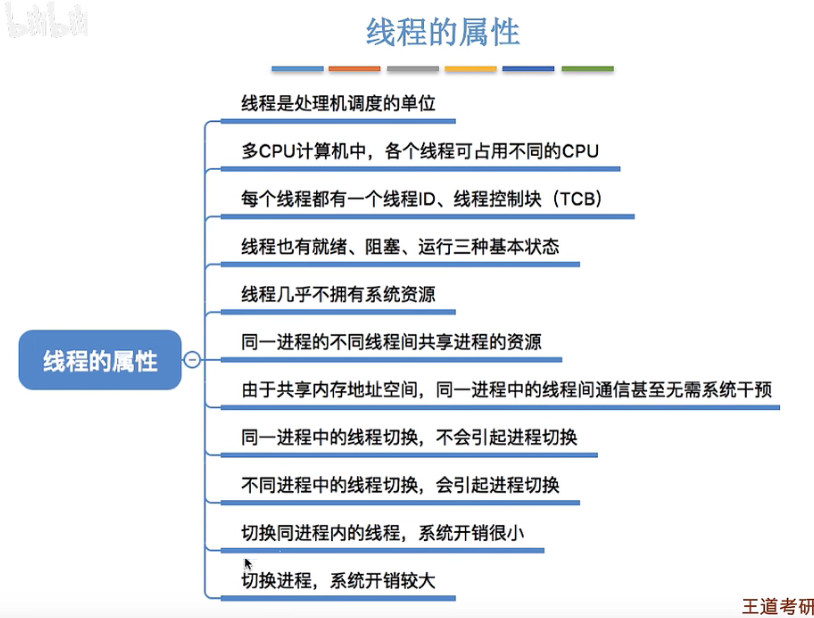 bilibili
线程的属性
线程是处理机调度的单位
多CPU计算机中，各个线程可占用不同的CPU
每个线程都有一个线程ID、线程控制块（TCB）
线程也有就绪、阻塞、运行三种基本状态
线程几乎不拥有系统资源
线程的属性
同一进程的不同线程间共享进程的资源
由于共享内存地址空间，同一进程中的线程间通信甚至无需系统干预
同一进程中的线程切换，不会引起进程切换
不同进程中的线程切换，会引起进程切换
切换同进程内的线程，系统开销很小
切换进程，系统开销较大
王道考研